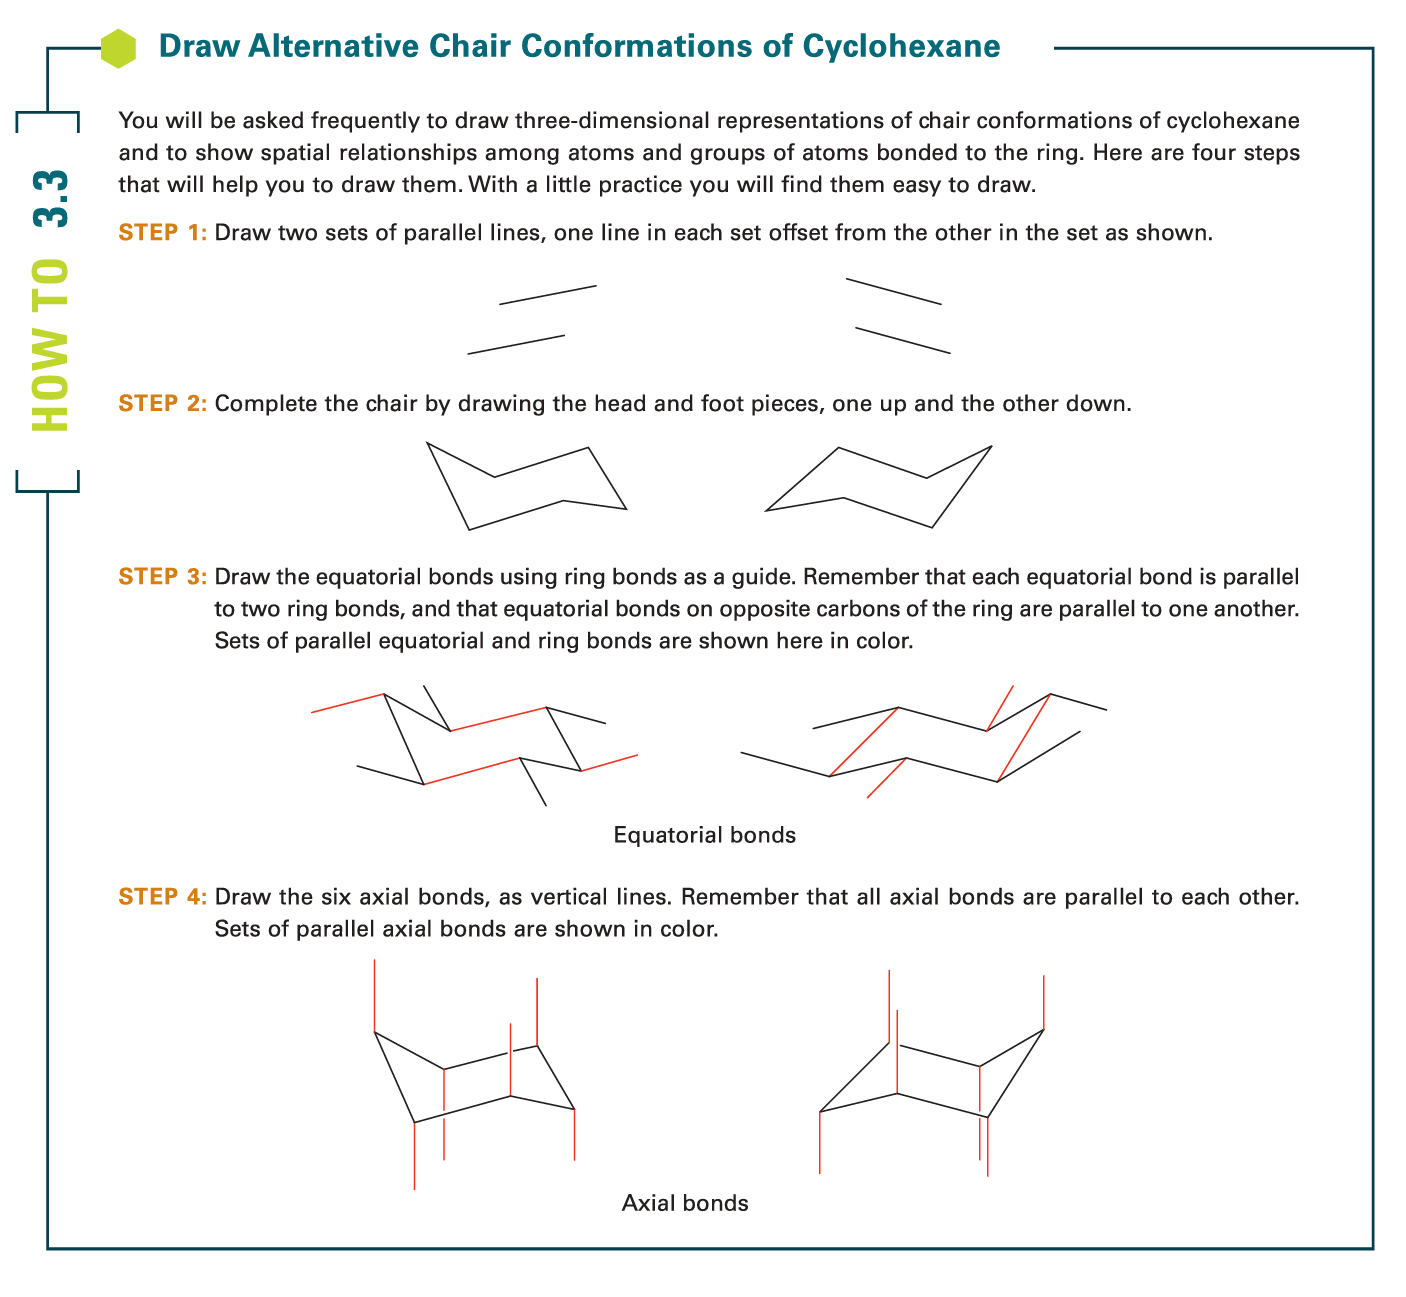 Draw Alternative Chair Conformations of Cyclohexane
HOW TO 3.3
You will be asked frequently to draw three-dimensional representations of chair conformations of cyclohexane
and to show spatial relationships among atoms and groups of atoms bonded to the ring. Here are four steps
that will help you to draw them. With a little practice you will find them easy to draw.
STEP 1: Draw two sets of parallel lines, one line in each set offset from the other in the set as shown.
STEP 2: Complete the chair by drawing the head and foot pieces, one up and the other down.
STEP 3: Draw the equatorial bonds using ring bonds as a guide. Remember that each equatorial bond is parallel
to two ring bonds, and that equatorial bonds on opposite carbons of the ring are parallel to one another.
Sets of parallel equatorial and ring bonds are shown here in color.
Equatorial bonds
STEP 4: Draw the six axial bonds, as vertical lines. Remember that all axial bonds are parallel to each other.
Sets of parallel axial bonds are shown in color.
Axial bonds